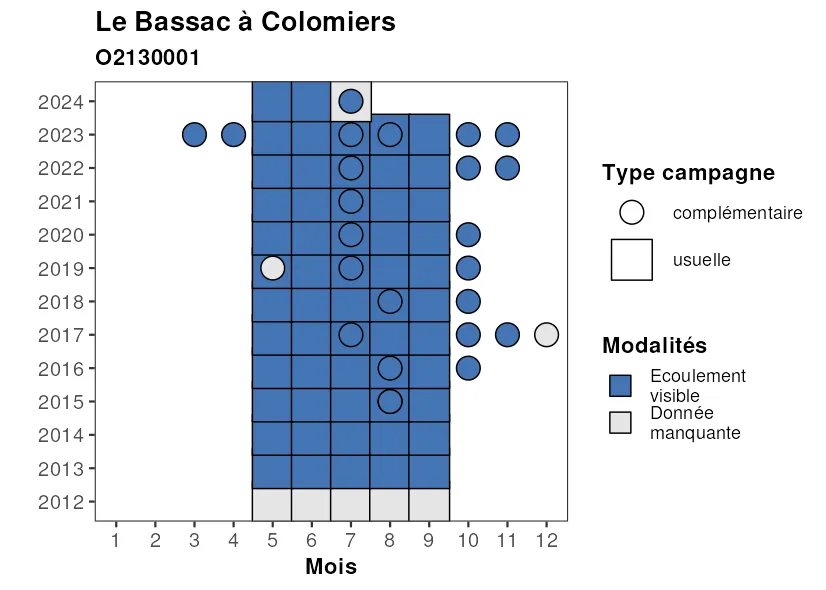 Le Bassac à Colomiers
O2130001
2024
2023
2022
2021
2020
2019
2018
2017
2016
2015
2014
2013
2012
1 2 3 4 5 6 7 8 9 10 11 12
Mois
Type campagne
complémentaire
usuelle
Modalités
Ecoulement
visible
Donnée
manquante